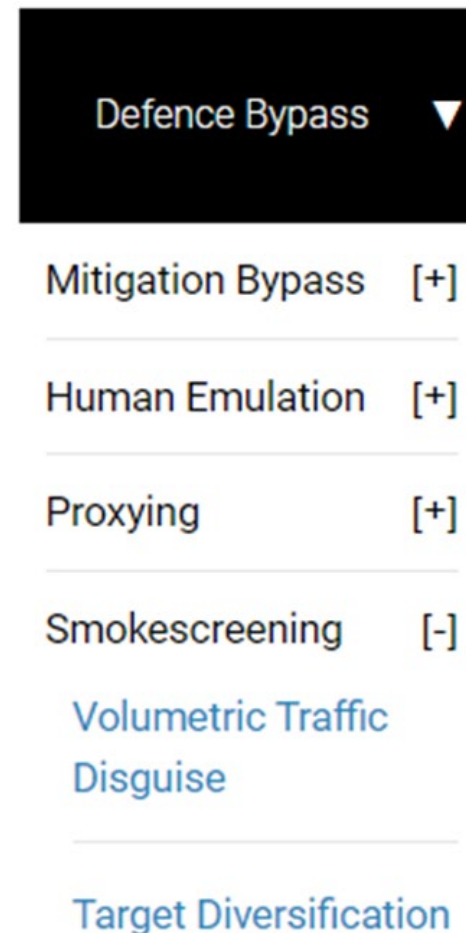 Defence Bypass ▼
Mitigation Bypass [+]
Human Emulation [+]
Proxying [+]
Smokescreening [-]
Volumetric Traffic
Disguise
Target Diversification